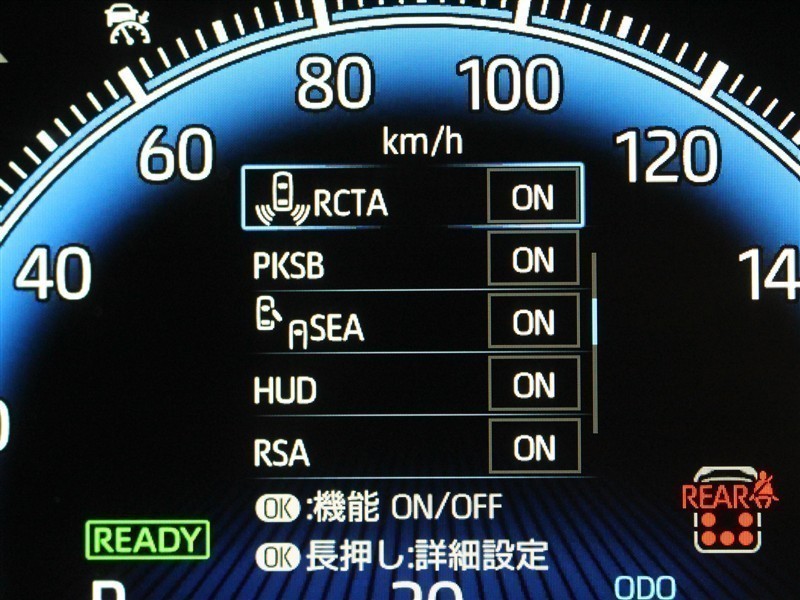 80 100
60 km/h 120
RCTA ON
40 PKSB ON
SEA ON
HUD ON
RSA ON
OK:機能 ON/OFF
REAR
READY
OK長押し:詳細設定
ODO